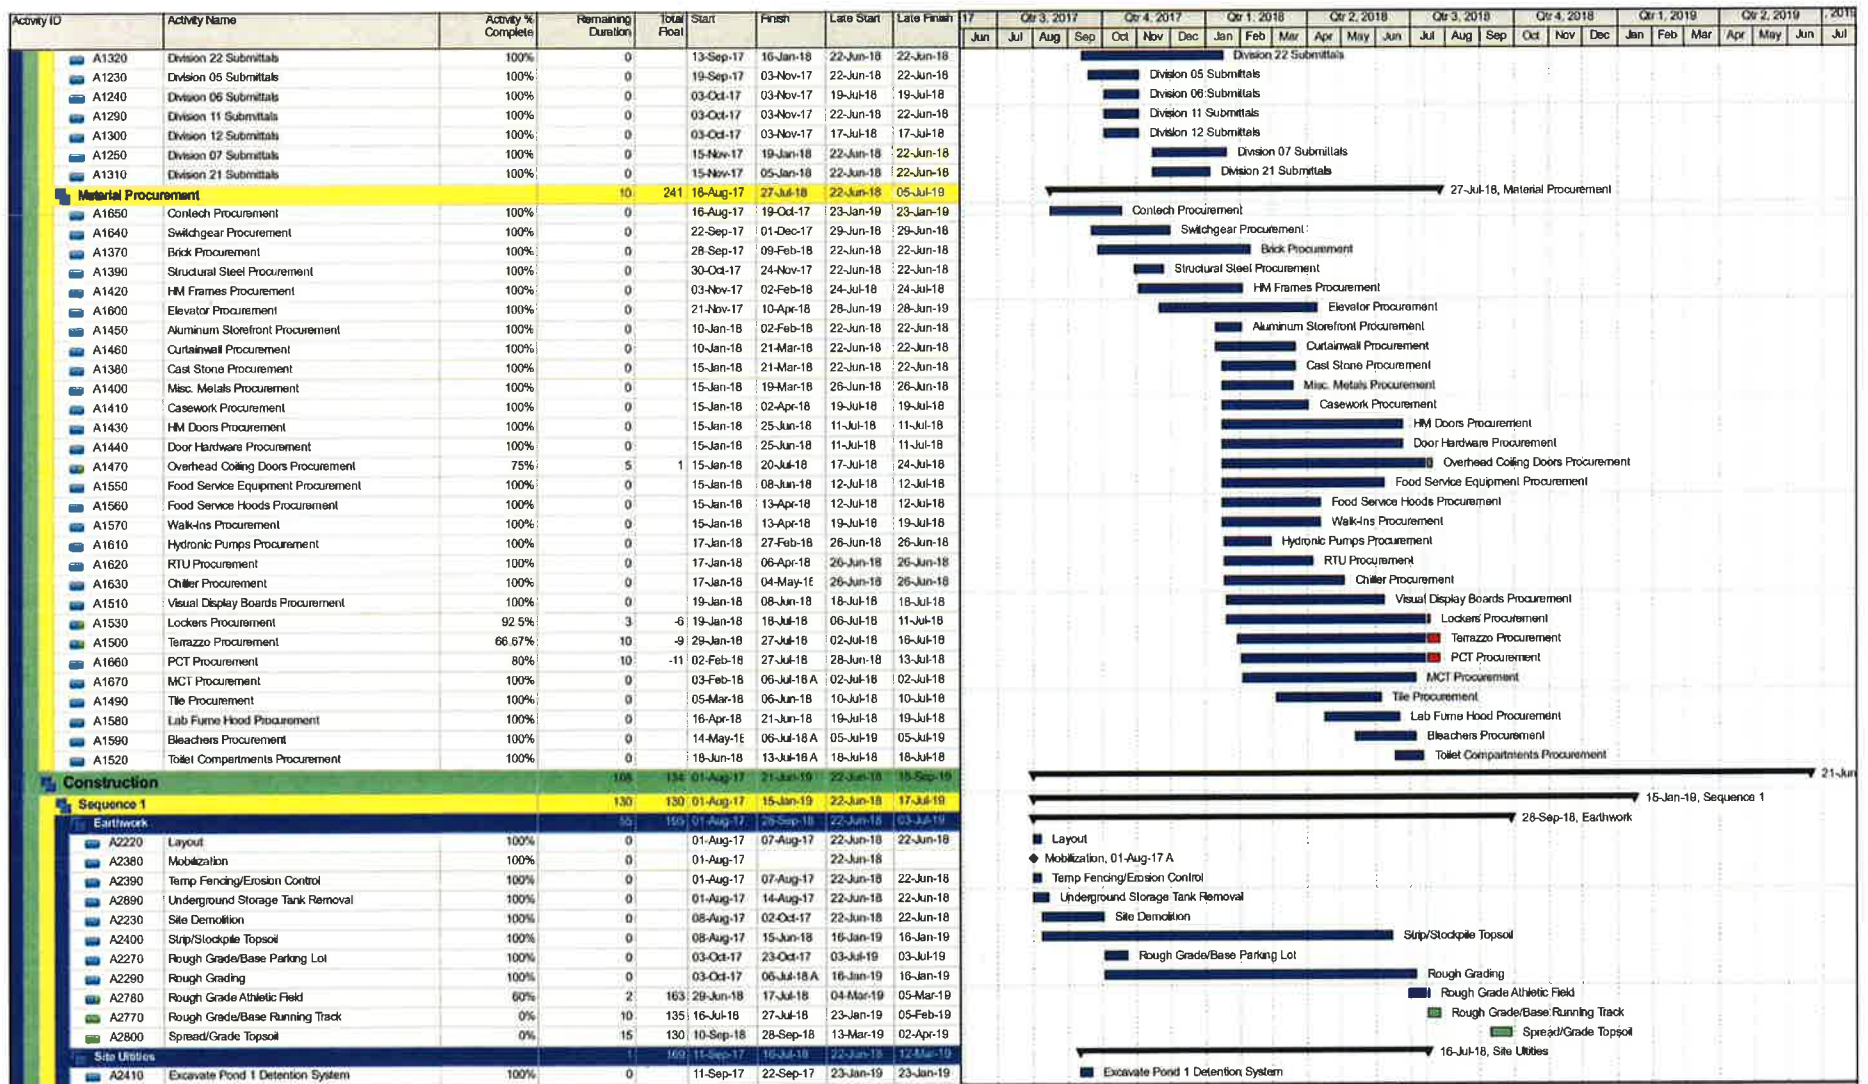 Activity ID Activity Name Activity % Complete Remaining Duration Total Float Start Finish Late Start Late Finish
17 Qtr 3, 2017 Qtr 4, 2017 Qtr 1, 2018 Qtr 2, 2018 Qtr 3, 2018 Qtr 4, 2018 Qtr 1, 2019 Qtr 2, 2019 , 2019
Jun Jul Aug Sep Oct Nov Dec Jan Feb Mar Apr May Jun Jul Aug Sep Oct Nov Dec Jan Feb Mar Apr May Jun Jul
A1320 Division 22 Submittals 100% 0 13-Sep-17 16-Jan-18 22-Jun-18 22-Jun-18 Division 22 Submittals
A1230 Division 05 Submittals 100% 0 19-Sep-17 03-Nov-17 22-Jun-18 22-Jun-18 Division 05 Submittals
A1240 Division 06 Submittals 100% 0 03-Oct-17 03-Nov-17 19-Jul-18 19-Jul-18 Division 06 Submittals
A1290 Division 11 Submittals 100% 0 03-Oct-17 03-Nov-17 22-Jun-18 22-Jun-18 Division 11 Submittals
A1300 Division 12 Submittals 100% 0 03-Oct-17 03-Nov-17 17-Jul-18 17-Jul-18 Division 12 Submittals
A1250 Division 07 Submittals 100% 0 15-Nov-17 19-Jan-18 22-Jun-18 22-Jun-18 Division 07 Submittals
A1310 Division 21 Submittals 100% 0 15-Nov-17 05-Jan-18 22-Jun-18 22-Jun-18 Division 21 Submittals
Material Procurement 10 241 16-Aug-17 27-Jul-18 22-Jun-18 05-Jul-19 27-Jul-18, Material Procurement
A1650 Contech Procurement 100% 0 16-Aug-17 19-Oct-17 23-Jan-19 23-Jan-19 Contech Procurement
A1640 Switchgear Procurement 100% 0 22-Sep-17 01-Dec-17 29-Jun-18 29-Jun-18 Switchgear Procurement
A1370 Brick Procurement 100% 0 28-Sep-17 09-Feb-18 22-Jun-18 22-Jun-18 Brick Procurement
A1390 Structural Steel Procurement 100% 0 30-Oct-17 24-Nov-17 22-Jun-18 22-Jun-18 Structural Steel Procurement
A1420 HM Frames Procurement 100% 0 03-Nov-17 02-Feb-18 24-Jul-18 24-Jul-18 HM Frames Procurement
A1600 Elevator Procurement 100% 0 21-Nov-17 10-Apr-18 28-Jun-19 28-Jun-19 Elevator Procurement
A1450 Aluminum Storefront Procurement 100% 0 10-Jan-18 02-Feb-18 22-Jun-18 22-Jun-18 Aluminum Storefront Procurement
A1460 Curtainwall Procurement 100% 0 10-Jan-18 21-Mar-18 22-Jun-18 22-Jun-18 Curtainwall Procurement
A1380 Cast Stone Procurement 100% 0 15-Jan-18 21-Mar-18 22-Jun-18 22-Jun-18 Cast Stone Procurement
A1400 Misc. Metals Procurement 100% 0 15-Jan-18 19-Mar-18 26-Jun-18 26-Jun-18 Misc. Metals Procurement
A1410 Casework Procurement 100% 0 15-Jan-18 02-Apr-18 19-Jul-18 19-Jul-18 Casework Procurement
A1430 HM Doors Procurement 100% 0 15-Jan-18 25-Jun-18 11-Jul-18 11-Jul-18 HM Doors Procurement
A1440 Door Hardware Procurement 100% 0 15-Jan-18 25-Jun-18 11-Jul-18 11-Jul-18 Door Hardware Procurement
A1470 Overhead Coiling Doors Procurement 75% 5 1 15-Jan-18 20-Jul-18 17-Jul-18 24-Jul-18 Overhead Coiling Doors Procurement
A1550 Food Service Equipment Procurement 100% 0 15-Jan-18 08-Jun-18 12-Jul-18 12-Jul-18 Food Service Equipment Procurement
A1560 Food Service Hoods Procurement 100% 0 15-Jan-18 13-Apr-18 12-Jul-18 12-Jul-18 Food Service Hoods Procurement
A1570 Walk-Ins Procurement 100% 0 15-Jan-18 13-Apr-18 19-Jul-18 19-Jul-18 Walk-Ins Procurement
A1610 Hydronic Pumps Procurement 100% 0 17-Jan-18 27-Feb-18 26-Jun-18 26-Jun-18 Hydronic Pumps Procurement
A1620 RTU Procurement 100% 0 17-Jan-18 06-Apr-18 26-Jun-18 26-Jun-18 RTU Procurement
A1630 Chiller Procurement 100% 0 17-Jan-18 04-May-18 26-Jun-18 26-Jun-18 Chiller Procurement
A1510 Visual Display Boards Procurement 100% 0 19-Jan-18 08-Jun-18 18-Jul-18 18-Jul-18 Visual Display Boards Procurement
A1530 Lockers Procurement 92.5% 3 -6 19-Jan-18 18-Jul-18 06-Jul-18 11-Jul-18 Lockers Procurement
A1500 Terrazzo Procurement 66.67% 10 -9 29-Jan-18 27-Jul-18 02-Jul-18 16-Jul-18 Terrazzo Procurement
A1660 PCT Procurement 80% 10 -11 02-Feb-18 27-Jul-18 28-Jun-18 13-Jul-18 PCT Procurement
A1670 MCT Procurement 100% 0 03-Feb-18 06-Jul-18 A 02-Jul-18 02-Jul-18 MCT Procurement
A1490 Tile Procurement 100% 0 05-Mar-18 06-Jun-18 10-Jul-18 10-Jul-18 Tile Procurement
A1580 Lab Fume Hood Procurement 100% 0 16-Apr-18 21-Jun-18 19-Jul-18 19-Jul-18 Lab Fume Hood Procurement
A1590 Bleachers Procurement 100% 0 14-May-18 06-Jul-18 A 05-Jul-19 05-Jul-19 Bleachers Procurement
A1520 Toilet Compartments Procurement 100% 0 18-Jun-18 13-Jul-18 A 18-Jul-18 18-Jul-18 Toilet Compartments Procurement
Construction 134 01-Aug-17 21-Jun-19 22-Jun-18 21-Jun
Sequence 1 130 130 01-Aug-17 15-Jan-19 22-Jun-18 17-Jul-19 15-Jan-19, Sequence 1
Earthwork 55 01-Aug-17 28-Sep-18 22-Jun-18 03-Jul-19 28-Sep-18, Earthwork
A2220 Layout 100% 0 01-Aug-17 07-Aug-17 22-Jun-18 22-Jun-18 Layout
A2380 Mobilization 100% 0 01-Aug-17 22-Jun-18 Mobilization, 01-Aug-17 A
A2390 Temp Fencing/Erosion Control 100% 0 01-Aug-17 07-Aug-17 22-Jun-18 22-Jun-18 Temp Fencing/Erosion Control
A2890 Underground Storage Tank Removal 100% 0 01-Aug-17 14-Aug-17 22-Jun-18 22-Jun-18 Underground Storage Tank Removal
A2230 Site Demolition 100% 0 08-Aug-17 02-Oct-17 22-Jun-18 22-Jun-18 Site Demolition
A2400 Strip/Stockpile Topsoil 100% 0 08-Aug-17 15-Jun-18 16-Jan-19 16-Jan-19 Strip/Stockpile Topsoil
A2270 Rough Grade/Base Parking Lot 100% 0 03-Oct-17 23-Oct-17 03-Jul-19 03-Jul-19 Rough Grade/Base Parking Lot
A2290 Rough Grading 100% 0 03-Oct-17 06-Jul-18 A 16-Jan-19 16-Jan-19 Rough Grading
A2780 Rough Grade Athletic Field 60% 2 163 29-Jun-18 17-Jul-18 04-Mar-19 05-Mar-19 Rough Grade Athletic Field
A2770 Rough Grade/Base Running Track 0% 10 135 16-Jul-18 27-Jul-18 23-Jan-19 05-Feb-19 Rough Grade/Base Running Track
A2800 Spread/Grade Topsoil 0% 15 130 10-Sep-18 28-Sep-18 13-Mar-19 02-Apr-19 Spread/Grade Topsoil
Site Utilities 1 169 11-Sep-17 16-Jul-18 22-Jun-18 12-Mar-19 16-Jul-18, Site Utilities
A2410 Excavate Pond 1 Detention System 100% 0 11-Sep-17 22-Sep-17 23-Jan-19 23-Jan-19 Excavate Pond 1 Detention System